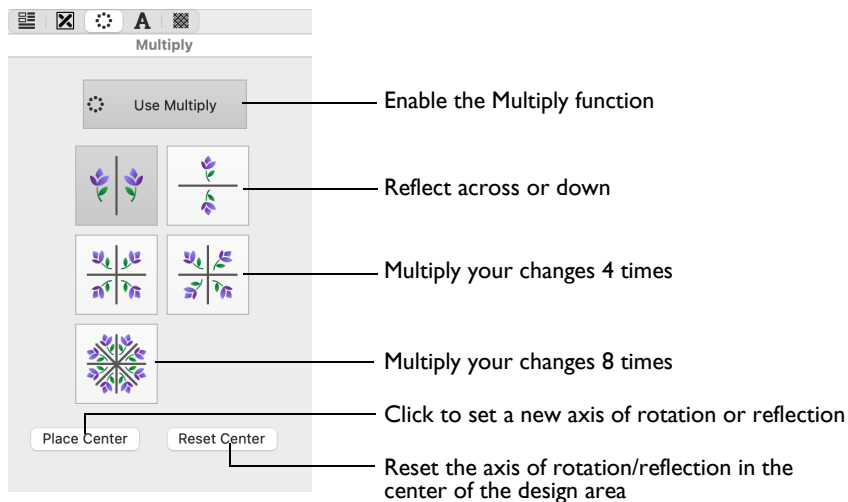 A
Multiply
Use Multiply
Enable the Multiply function
Reflect across or down
Multiply your changes 4 times
Multiply your changes 8 times
Click to set a new axis of rotation or reflection
Place Center
Reset Center
Reset the axis of rotation/reflection in the
center of the design area